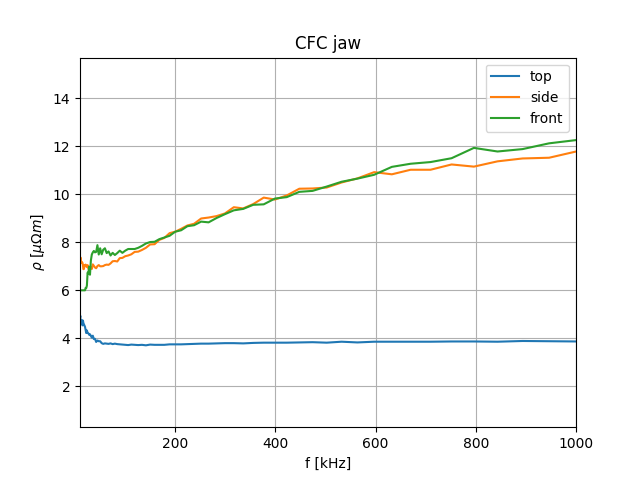 CFC jaw
top
side
front
14
12
10
8
6
4
2
ρ [μΩm]
200
400
600
800
1000
f [kHz]